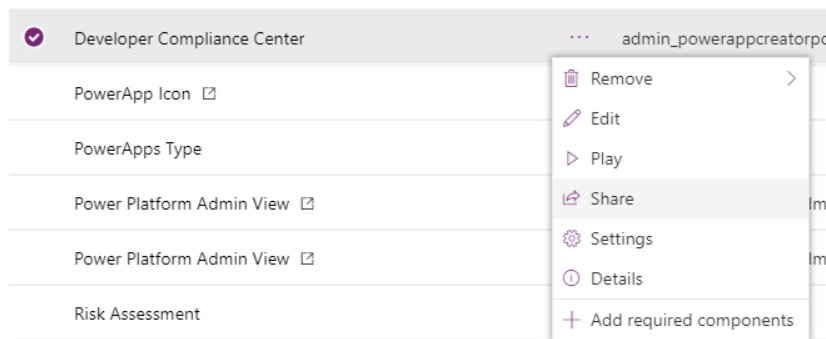 Developer Compliance Center ... admin_powerappcreatorpo
PowerApp Icon
PowerApps Type
Power Platform Admin View
Power Platform Admin View
Risk Assessment
Remove
Edit
Play
Share
Settings
Details
Add required components